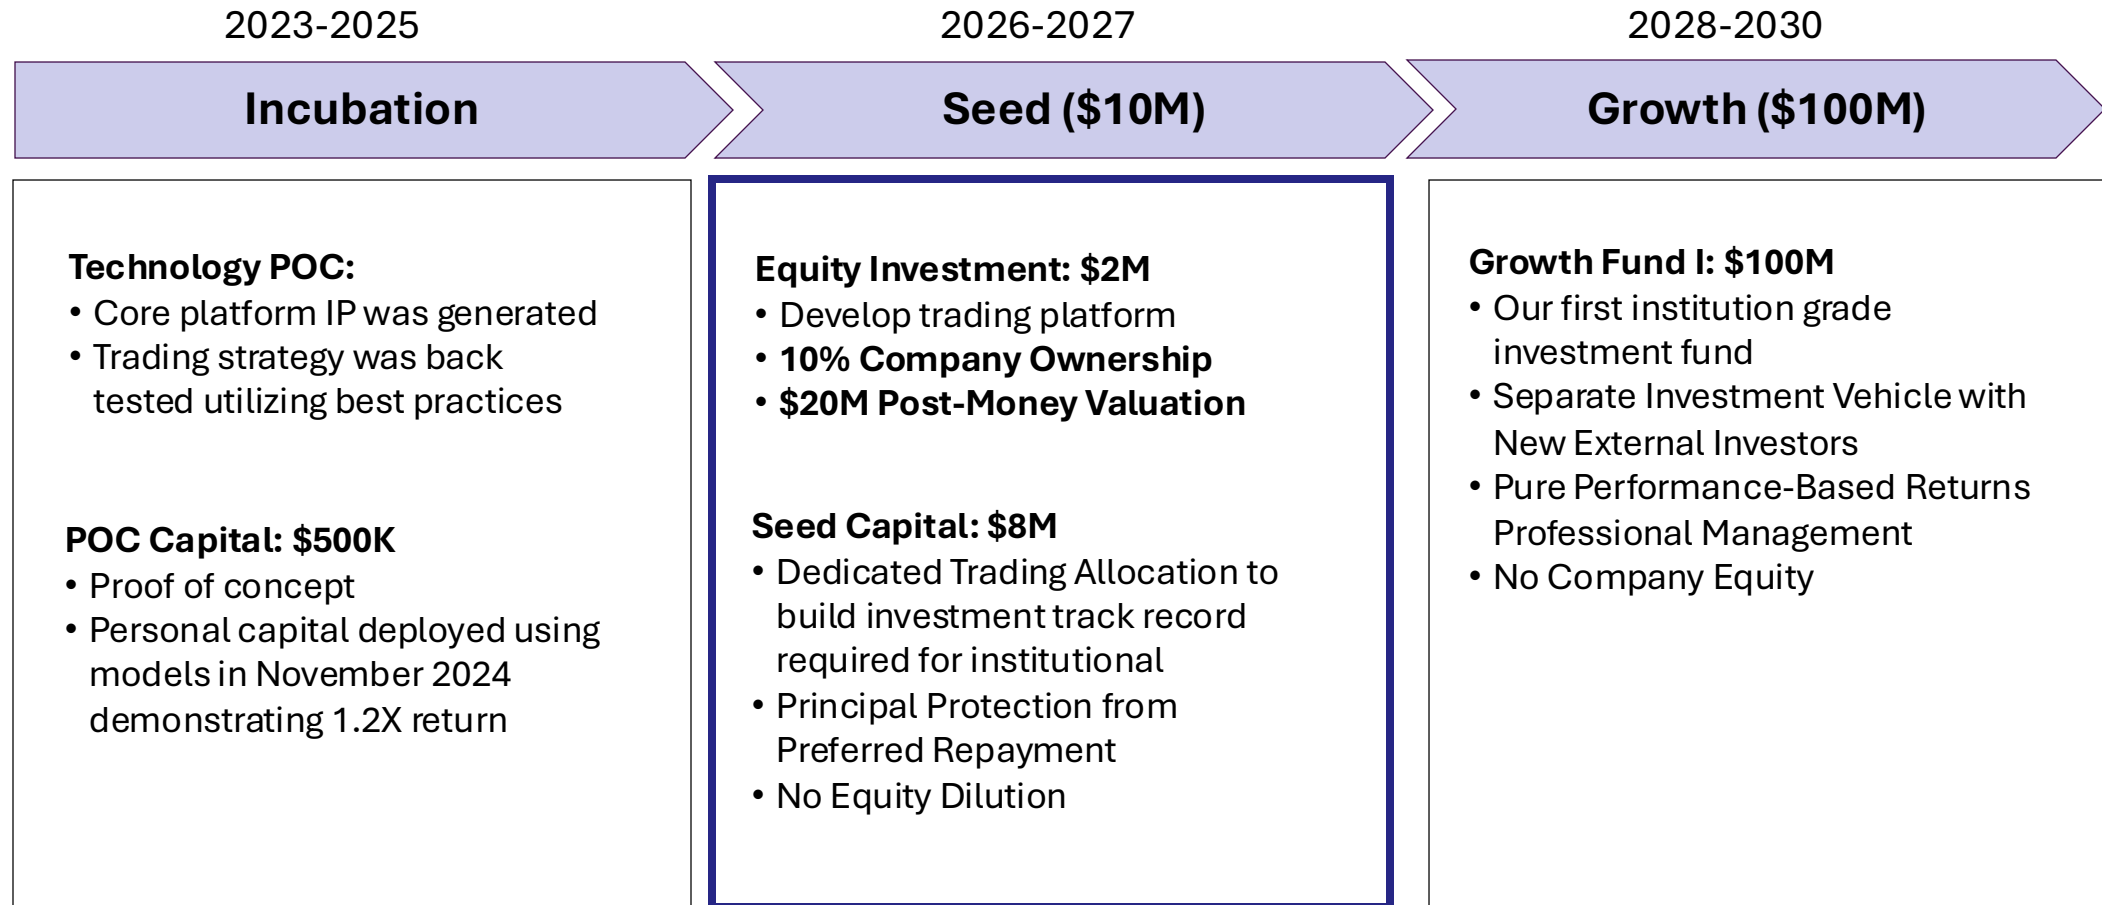 2023-2025
Incubation
Technology POC:
• Core platform IP was generated
• Trading strategy was back
tested utilizing best practices
POC Capital: $500K
• Proof of concept
• Personal capital deployed using
models in November 2024
demonstrating 1.2X return
2026-2027
Seed ($10M)
Equity Investment: $2M
• Develop trading platform
• 10% Company Ownership
• $20M Post-Money Valuation
Seed Capital: $8M
• Dedicated Trading Allocation to
build investment track record
required for institutional
• Principal Protection from
Preferred Repayment
• No Equity Dilution
2028-2030
Growth ($100M)
Growth Fund I: $100M
• Our first institution grade
investment fund
• Separate Investment Vehicle with
New External Investors
• Pure Performance-Based Returns
Professional Management
• No Company Equity